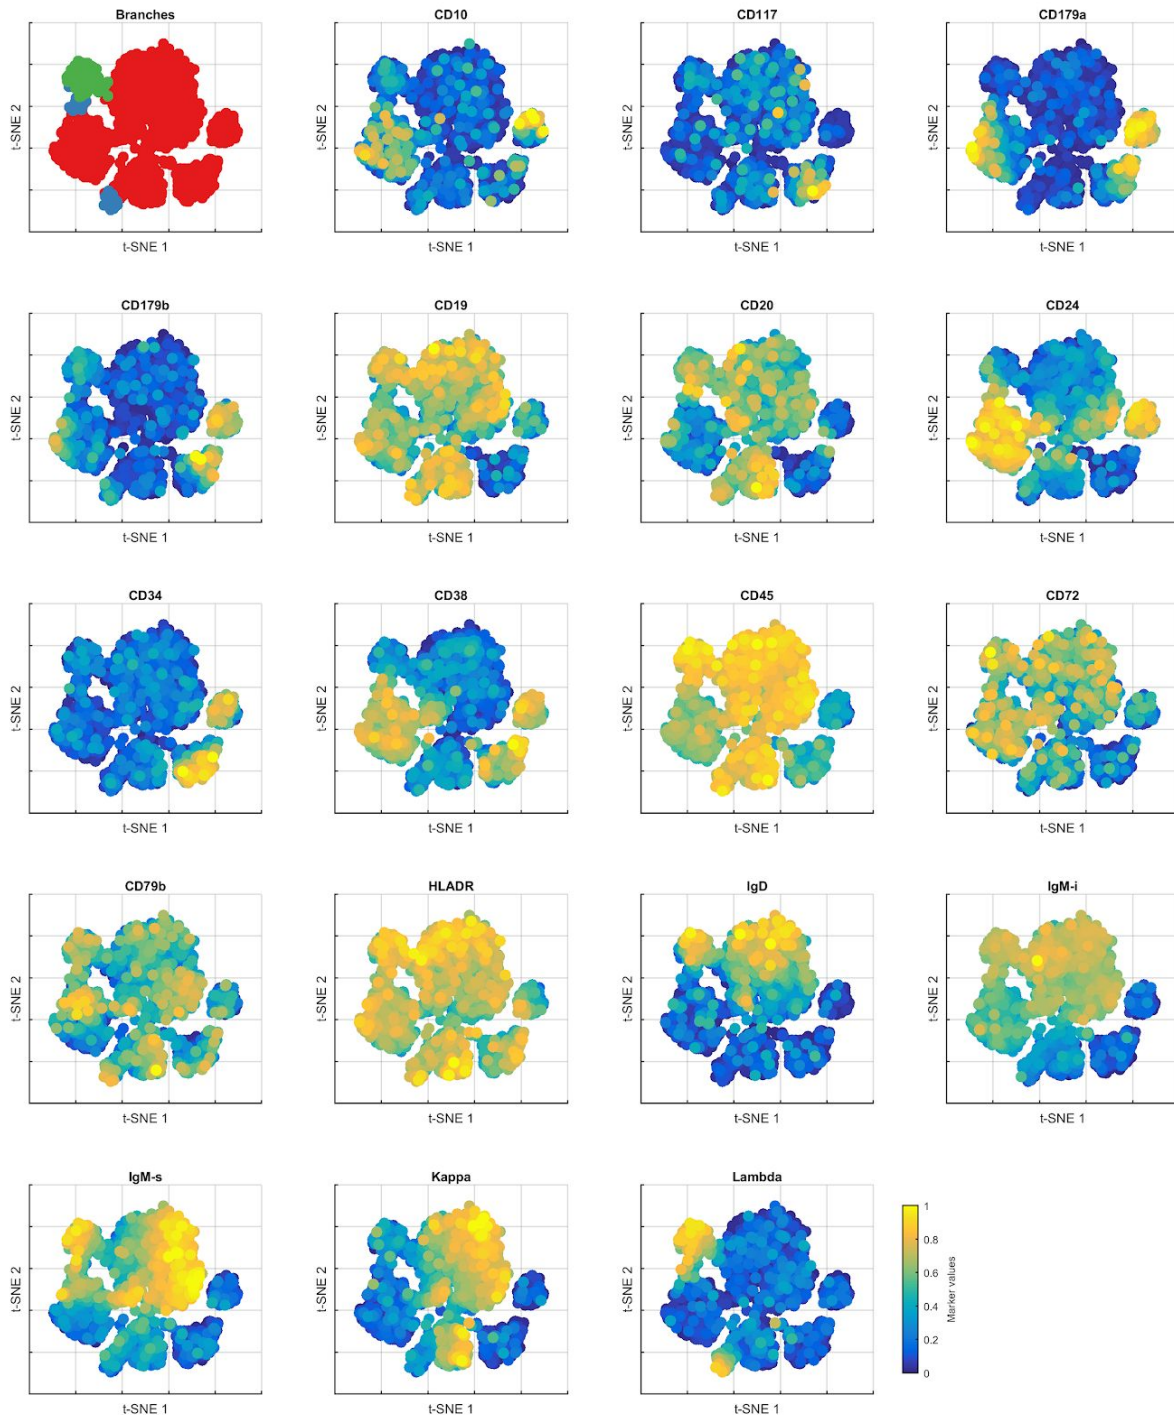 Branches
CD10
CD117
CD179a
t-SNE 2
t-SNE 2
t-SNE 2
t-SNE 2
t-SNE 1
t-SNE 1
t-SNE 1
t-SNE 1
CD179b
CD19
CD20
CD24
t-SNE 2
t-SNE 2
t-SNE 2
t-SNE 2
t-SNE 1
t-SNE 1
t-SNE 1
t-SNE 1
CD34
CD38
CD45
CD72
t-SNE 2
t-SNE 2
t-SNE 2
t-SNE 2
t-SNE 1
t-SNE 1
t-SNE 1
t-SNE 1
CD79b
HLADR
IgD
IgM-i
t-SNE 2
t-SNE 2
t-SNE 2
t-SNE 2
t-SNE 1
t-SNE 1
t-SNE 1
t-SNE 1
IgM-s
Kappa
Lambda
t-SNE 2
t-SNE 2
t-SNE 2
t-SNE 1
t-SNE 1
t-SNE 1
1
0.8
0.6
0.4
0.2
0
Marker values